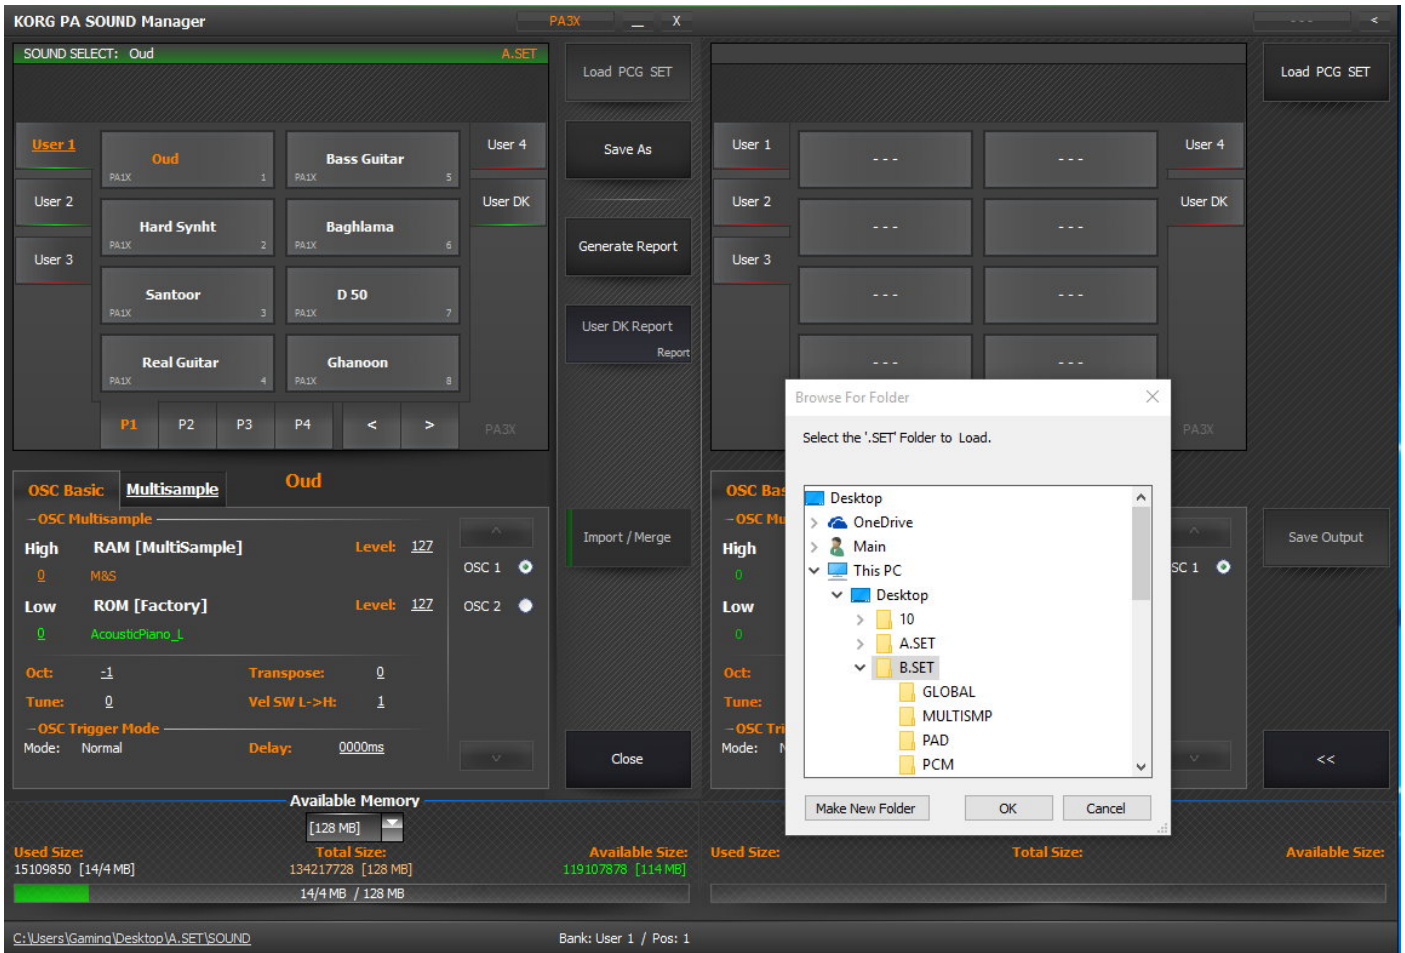 KORG PA SOUND Manager PA3X _ X - - - <
SOUND SELECT: Oud A.SET
Load PCG SET
Save As
Generate Report
User DK Report
Report
Import / Merge
Close
User 1
User 2
User 3
User 4
User DK
Oud
PA1X 1
Bass Guitar
PA1X 5
Hard Synht
PA1X 2
Baghlama
PA1X 6
Santoor
PA1X 3
D 50
PA1X 7
Real Guitar
PA1X 4
Ghanoon
PA1X 8
P1 P2 P3 P4 < > PA3X
OSC Basic Multisample Oud
OSC Multisample
High RAM [MultiSample] Level: 127
0 M&S
Low ROM [Factory] Level: 127
0 AcousticPiano_L
OSC 1
OSC 2
Oct: -1 Transpose: 0
Tune: 0 Vel SW L->H: 1
OSC Trigger Mode
Mode: Normal Delay: 0000ms
Available Memory
[128 MB]
Used Size: Total Size: Available Size:
15109850 [14/4 MB] 134217728 [128 MB] 119107878 [114 MB]
14/4 MB / 128 MB
C:\Users\Gaming\Desktop\A.SET\SOUND Bank: User 1 / Pos: 1
Load PCG SET
User 1
User 2
User 3
User 4
User DK
- - - - - -
- - - - - -
- - - - - -
- - - - - -
PA3X
OSC Bas
OSC Mu
High
0
Low
0
SC 1
Oct:
Tune:
OSC Tri
Mode: N
Save Output
<<
Used Size: Total Size: Available Size:
Browse For Folder
Select the '.SET' Folder to Load.
Desktop
OneDrive
Main
This PC
Desktop
10
A.SET
B.SET
GLOBAL
MULTISMP
PAD
PCM
Make New Folder OK Cancel